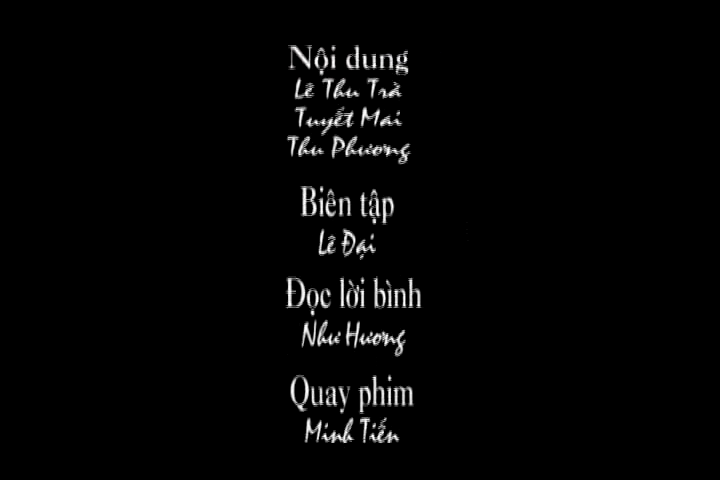 Nội dung
Lê Thu Trà
Tuyết Mai
Thu Phương
Biên tập
Lê Đại
Đọc lời bình
Như Hương
Quay phim
Minh Tiến